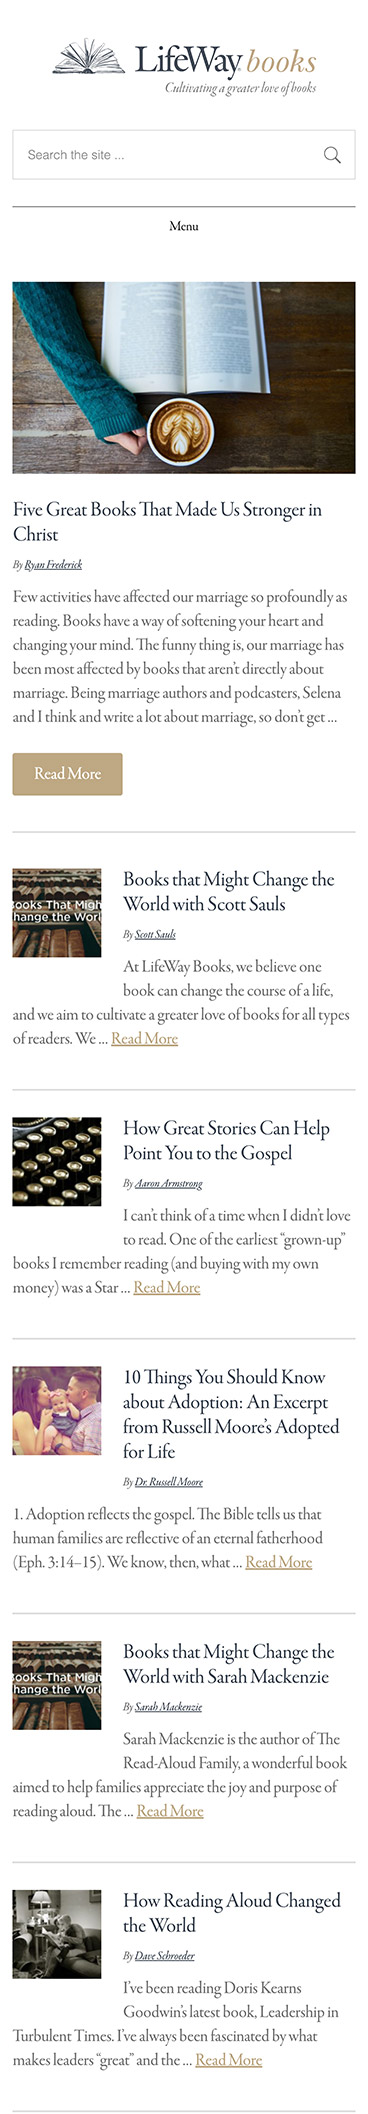 LifeWay books
Cultivating a greater love of books
Search the site ...
Menu
Five Great Books That Made Us Stronger in
Christ
By Ryan Frederick
Few activities have affected our marriage so profoundly as
reading. Books have a way of softening your heart and
changing your mind. The funny thing is, our marriage has
been most affected by books that aren't directly about
marriage. Being marriage authors and podcasters, Selena
and I think and write a lot about marriage, so don't get ...
Read More
ooks That Migh
hange the Worl
Books that Might Change the
World with Scott Sauls
By Scott Sauls
At LifeWay Books, we believe one
book can change the course of a life,
and we aim to cultivate a greater love of books for all types
of readers. We ... Read More
How Great Stories Can Help
Point You to the Gospel
By Aaron Armstrong
I can't think of a time when I didn't love
to read. One of the earliest “grown-up”
books I remember reading (and buying with my own
money) was a Star ... Read More
10 Things You Should Know
about Adoption: An Excerpt
from Russell Moore's Adopted
for Life
By Dr. Russell Moore
1. Adoption reflects the gospel. The Bible tells us that
human families are reflective of an eternal fatherhood
(Eph. 3:14–15). We know, then, what ... Read More
ooks That Migh
hange the Worl
Books that Might Change the
World with Sarah Mackenzie
By Sarah Mackenzie
Sarah Mackenzie is the author of The
Read-Aloud Family, a wonderful book
aimed to help families appreciate the joy and purpose of
reading aloud. The ... Read More
How Reading Aloud Changed
the World
By Dave Schroeder
I've been reading Doris Kearns
Goodwin's latest book, Leadership in
Turbulent Times. I've always been fascinated by what
makes leaders “great” and the ... Read More